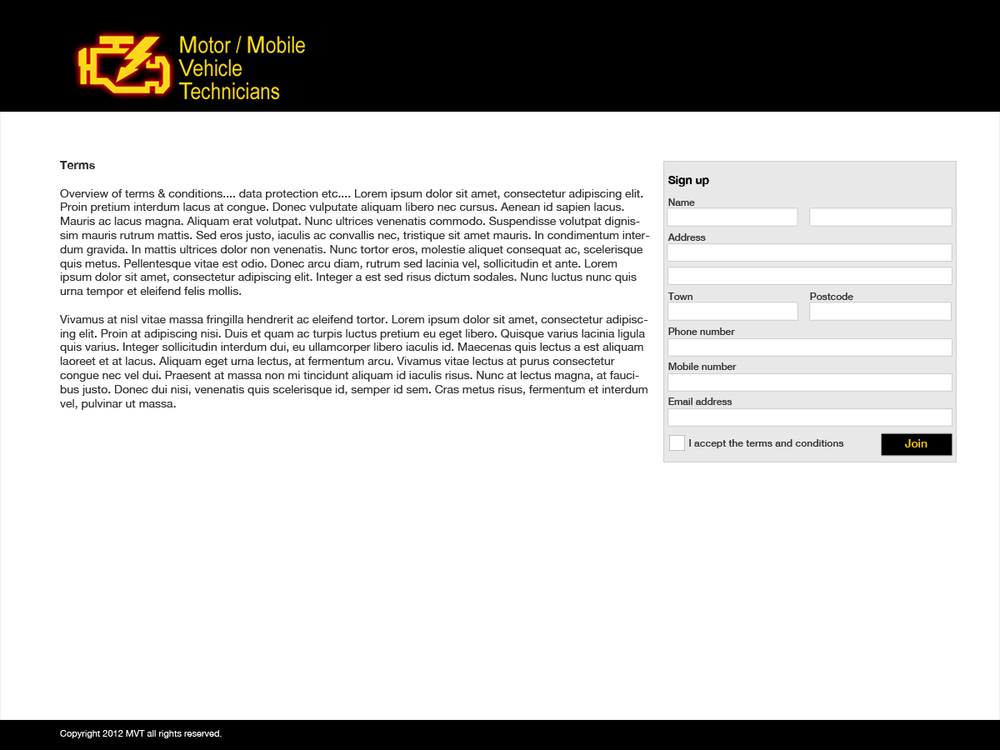 Motor / Mobile
Vehicle
Technicians
Terms
Overview of terms & conditions.... data protection etc.... Lorem ipsum dolor sit amet, consectetur adipiscing elit.
Proin pretium interdum lacus at congue. Donec vulputate aliquam libero nec cursus. Aenean id sapien lacus.
Mauris ac lacus magna. Aliquam erat volutpat. Nunc ultrices venenatis commodo. Suspendisse volutpat dignis-
sim mauris rutrum mattis. Sed eros justo, iaculis ac convallis nec, tristique sit amet mauris. In condimentum inter-
dum gravida. In mattis ultrices dolor non venenatis. Nunc tortor eros, molestie aliquet consequat ac, scelerisque
quis metus. Pellentesque vitae est odio. Donec arcu diam, rutrum sed lacinia vel, sollicitudin et ante. Lorem
ipsum dolor sit amet, consectetur adipiscing elit. Integer a est sed risus dictum sodales. Nunc luctus nunc quis
urna tempor et eleifend felis mollis.
Vivamus at nisl vitae massa fringilla hendrerit ac eleifend tortor. Lorem ipsum dolor sit amet, consectetur adipisc-
ing elit. Proin at adipiscing nisi. Duis et quam ac turpis luctus pretium eu eget libero. Quisque varius lacinia ligula
quis varius. Integer sollicitudin interdum dui, eu ullamcorper libero iaculis id. Maecenas quis lectus a est aliquam
laoreet et at lacus. Aliquam eget urna lectus, at fermentum arcu. Vivamus vitae lectus at purus consectetur
congue nec vel dui. Praesent at massa non mi tincidunt aliquam id iaculis risus. Nunc at lectus magna, at fauci-
bus justo. Donec dui nisi, venenatis quis scelerisque id, semper id sem. Cras metus risus, fermentum et interdum
vel, pulvinar ut massa.
Sign up
Name
Address
Town Postcode
Phone number
Mobile number
Email address
I accept the terms and conditions Join
Copyright 2012 MVT all rights reserved.